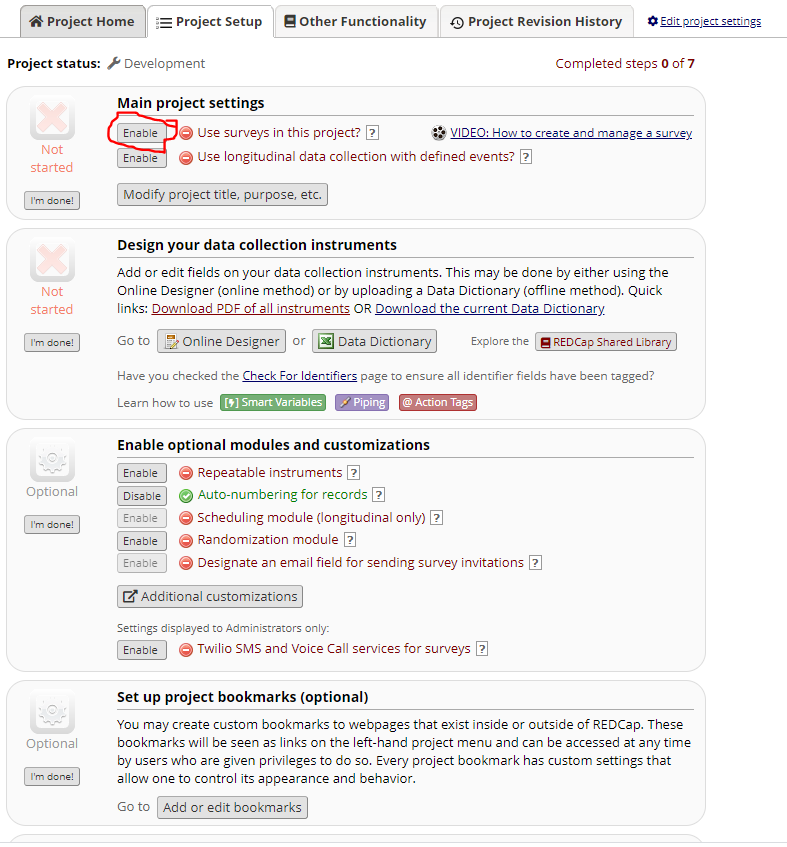 Project Home
Project Setup
Other Functionality
Project Revision History
Edit project settings
Project status: Development
Completed steps 0 of 7
Main project settings
Not started
I'm done!
Enable Use surveys in this project? ? VIDEO: How to create and manage a survey
Enable Use longitudinal data collection with defined events? ?
Modify project title, purpose, etc.
Design your data collection instruments
Not started
I'm done!
Add or edit fields on your data collection instruments. This may be done by either using the
Online Designer (online method) or by uploading a Data Dictionary (offline method). Quick
links: Download PDF of all instruments OR Download the current Data Dictionary
Go to Online Designer or Data Dictionary Explore the REDCap Shared Library
Have you checked the Check For Identifiers page to ensure all identifier fields have been tagged?
Learn how to use [⚡] Smart Variables Piping @ Action Tags
Enable optional modules and customizations
Optional
I'm done!
Enable Repeatable instruments ?
Disable Auto-numbering for records ?
Enable Scheduling module (longitudinal only) ?
Enable Randomization module ?
Enable Designate an email field for sending survey invitations ?
Additional customizations
Settings displayed to Administrators only:
Enable Twilio SMS and Voice Call services for surveys ?
Set up project bookmarks (optional)
Optional
I'm done!
You may create custom bookmarks to webpages that exist inside or outside of REDCap. These
bookmarks will be seen as links on the left-hand project menu and can be accessed at any time
by users who are given privileges to do so. Every project bookmark has custom settings that
allow one to control its appearance and behavior.
Go to Add or edit bookmarks